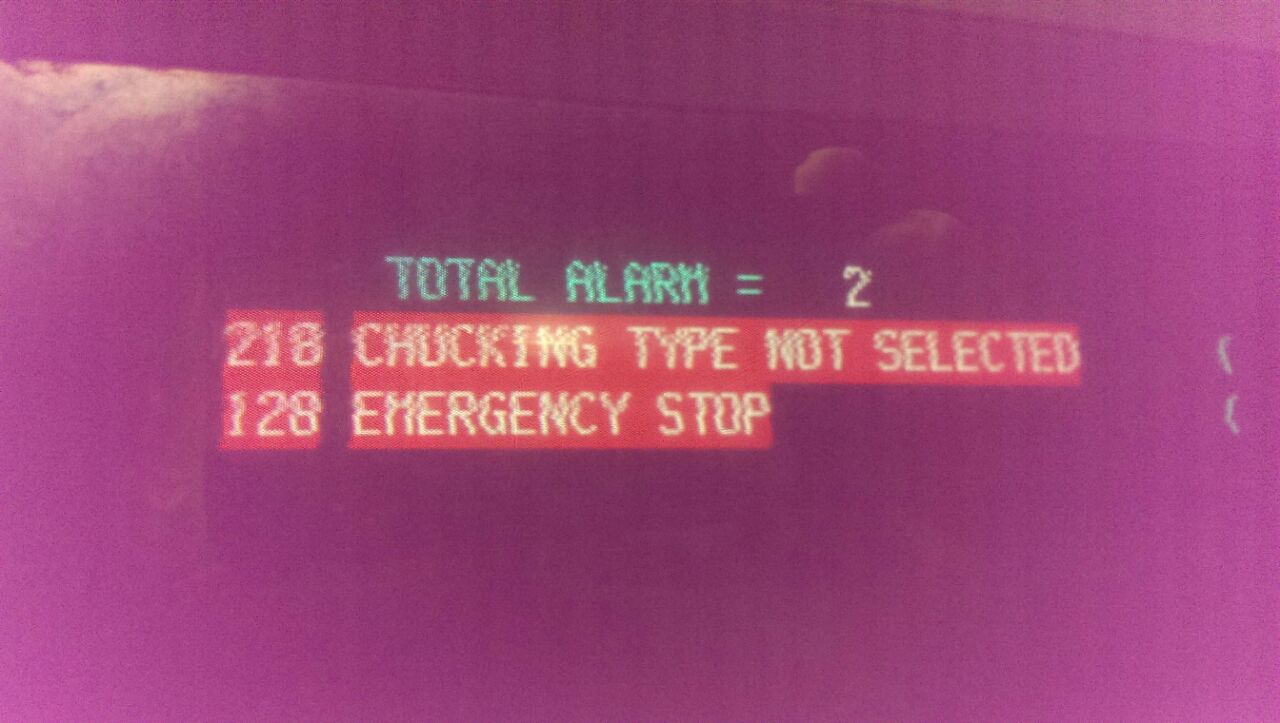 TOTAL ALARM = 2
218 CHUCKING TYPE NOT SELECTED (
128 EMERGENCY STOP (